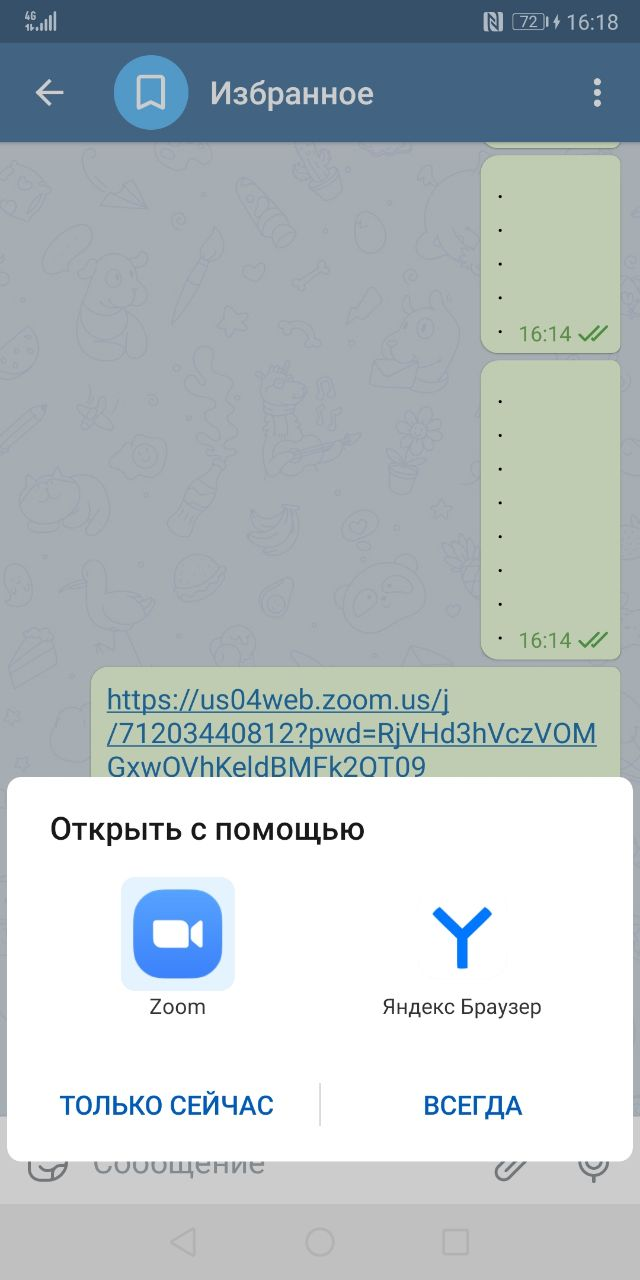 4G 72 16:18
Избранное
.
.
.
.
. 16:14
.
.
.
.
.
.
.
. 16:14
https://us04web.zoom.us/j
/71203440812?pwd=RjVHd3hVczVOM
GxwOVhKeldBMFk2QT09
Открыть с помощью
Zoom
Яндекс Браузер
ТОЛЬКО СЕЙЧАС
ВСЕГДА
Сообщение